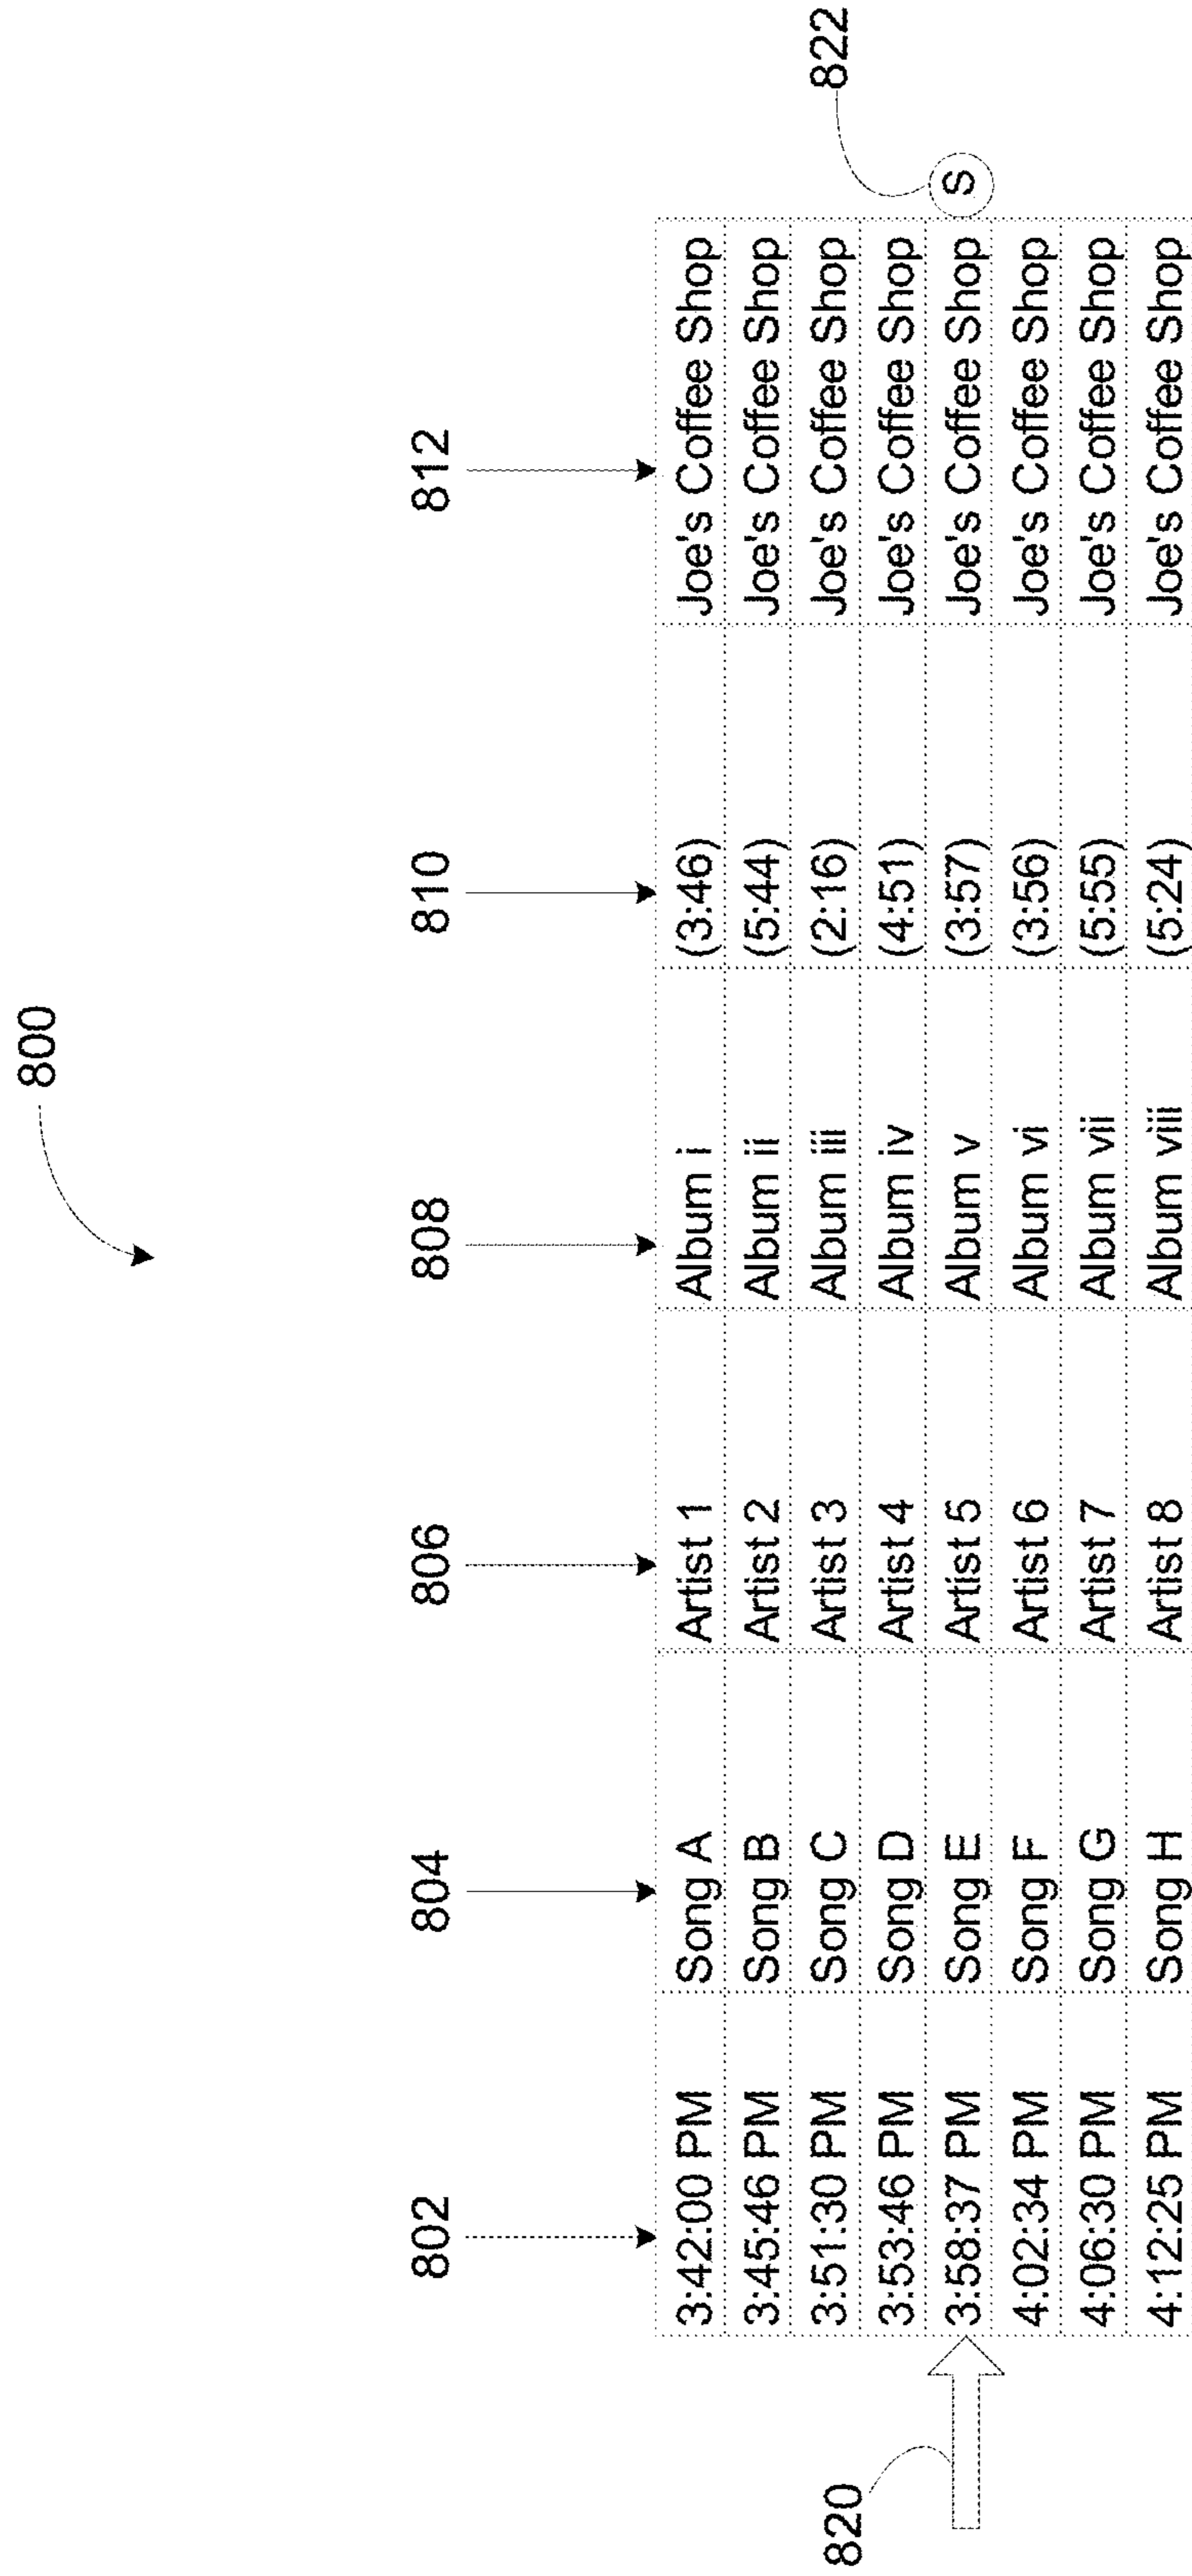 800
802 804 806 808 810 812
3:42:00 PM Song A Artist 1 Album i (3:46) Joe's Coffee Shop
3:45:46 PM Song B Artist 2 Album ii (5:44) Joe's Coffee Shop
3:51:30 PM Song C Artist 3 Album iii (2:16) Joe's Coffee Shop
3:53:46 PM Song D Artist 4 Album iv (4:51) Joe's Coffee Shop
820 3:58:37 PM Song E Artist 5 Album v (3:57) Joe's Coffee Shop S 822
4:02:34 PM Song F Artist 6 Album vi (3:56) Joe's Coffee Shop
4:06:30 PM Song G Artist 7 Album vii (5:55) Joe's Coffee Shop
4:12:25 PM Song H Artist 8 Album viii (5:24) Joe's Coffee Shop